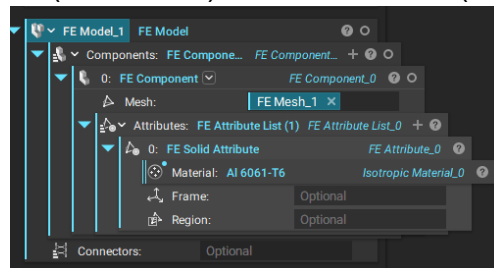 FE Model_1 FE Model
Components: FE Compone... FE Component_ +
0: FE Component FE Component_0
Mesh: FE Mesh_1 ×
Attributes: FE Attribute List (1) FE Attribute List_0 +
0: FE Solid Attribute FE Attribute_0
Material: Al 6061-T6 Isotropic Material_0
Frame: Optional
Region: Optional
Connectors: Optional